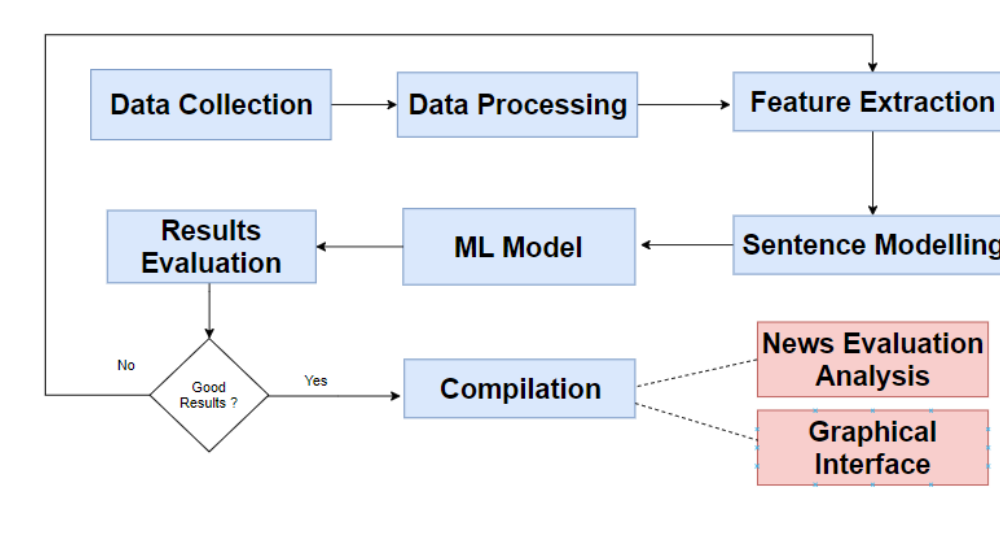 Data Collection
Data Processing
Feature Extraction
Results
Evaluation
ML Model
Sentence Modelling
No
Good
Results ?
Yes
Compilation
News Evaluation
Analysis
Graphical
Interface